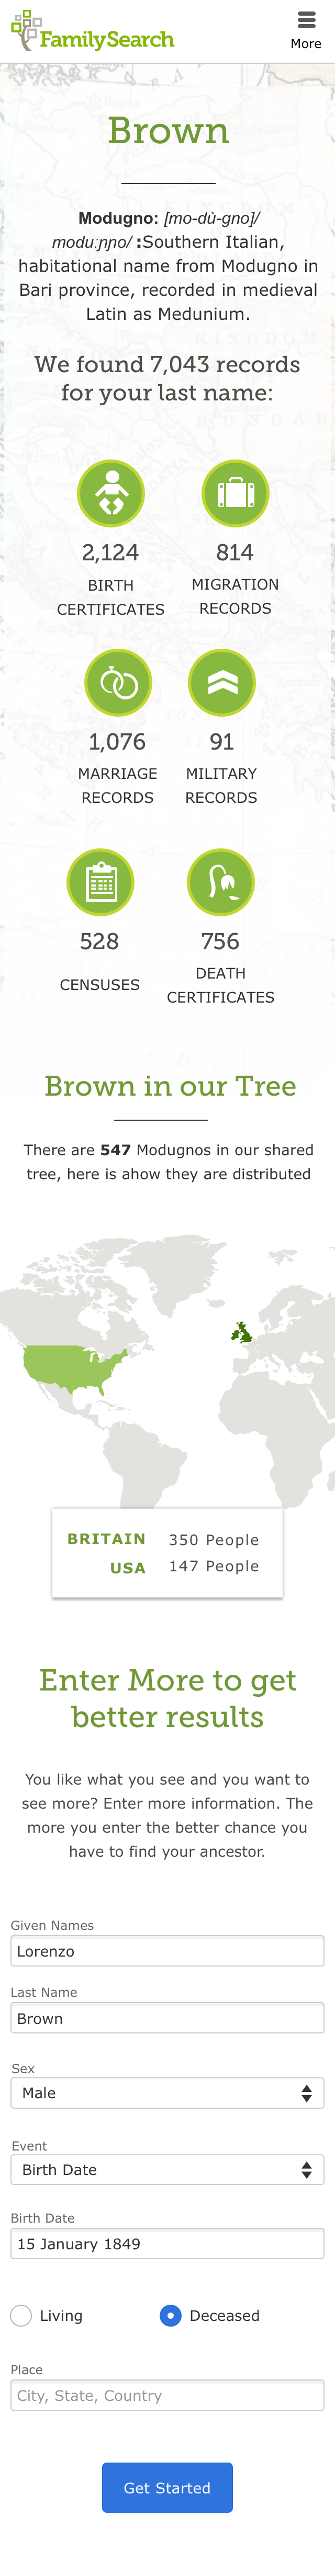 FamilySearch
More
Brown
Modugno: [mo-dù-gno]/
moduːɲɲo/ :Southern Italian,
habitational name from Modugno in
Bari province, recorded in medieval
Latin as Medunium.
We found 7,043 records
for your last name:
2,124
BIRTH
CERTIFICATES
814
MIGRATION
RECORDS
1,076
MARRIAGE
RECORDS
91
MILITARY
RECORDS
528
CENSUSES
756
DEATH
CERTIFICATES
Brown in our Tree
There are 547 Modugnos in our shared
tree, here is ahow they are distributed
BRITAIN 350 People
USA 147 People
Enter More to get
better results
You like what you see and you want to
see more? Enter more information. The
more you enter the better chance you
have to find your ancestor.
Given Names
Lorenzo
Last Name
Brown
Sex
Male
Event
Birth Date
Birth Date
15 January 1849
Living Deceased
Place
City, State, Country
Get Started